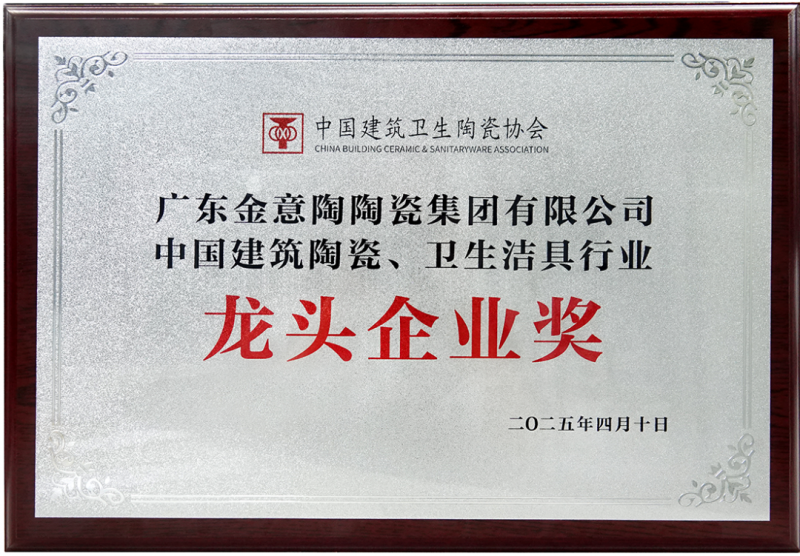 中国建筑卫生陶瓷协会
CHINA BUILDING CERAMIC & SANITARYWARE ASSOCIATION
广东金意陶陶瓷集团有限公司
中国建筑陶瓷、卫生洁具行业
龙头企业奖
二〇二五年四月十日